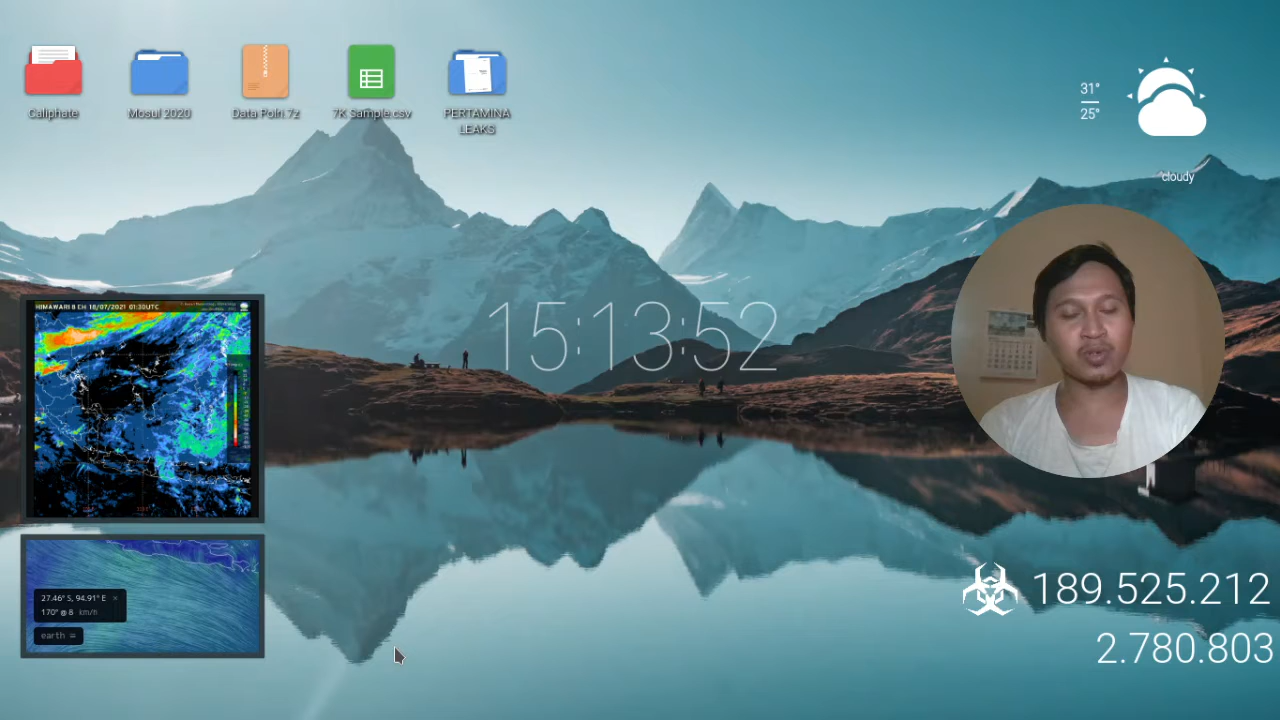 Caliphate
Mosul 2020
Data Polri.7z
7K Sample.csv
PERTAMINA
LEAKS
31°
25°
cloudy
15:13:52
HIMAWARI 8 CH 18/07/2021 01:30UTC
27.46° S, 94.91° E ×
170° @ 8 km/h
earth ≡
189.525.212
2.780.803